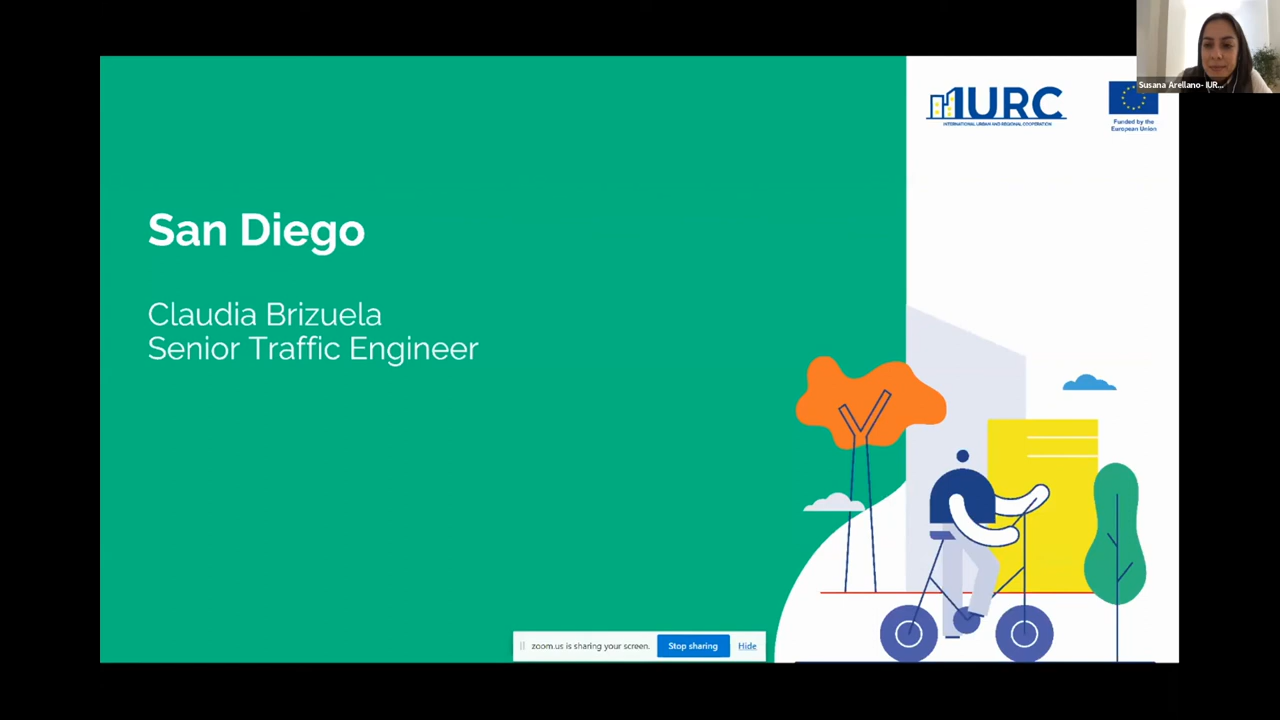 IURC
INTERNATIONAL URBAN AND REGIONAL COOPERATION
Funded by the
European Union
Susana Arellano- IUR...
San Diego
Claudia Brizuela
Senior Traffic Engineer
zoom.us is sharing your screen.
Stop sharing
Hide